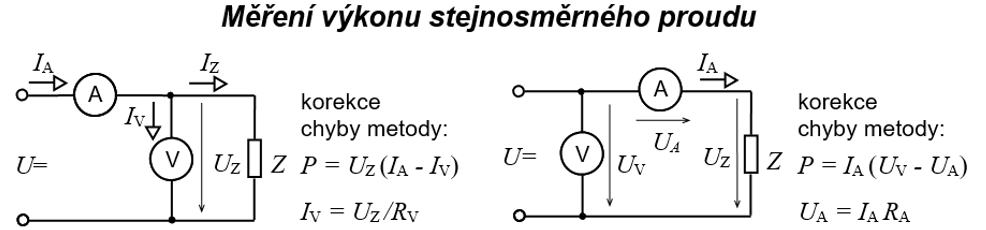 Měření výkonu stejnosměrného proudu
I_A
I_Z
A
I_V
V
U_Z
Z
U=
korekce
chyby metody:
P = U_Z (I_A - I_V)
I_V = U_Z /R_V
I_A
A
U_A
V
U_V
U_Z
Z
U=
korekce
chyby metody:
P = I_A (U_V - U_A)
U_A = I_A R_A